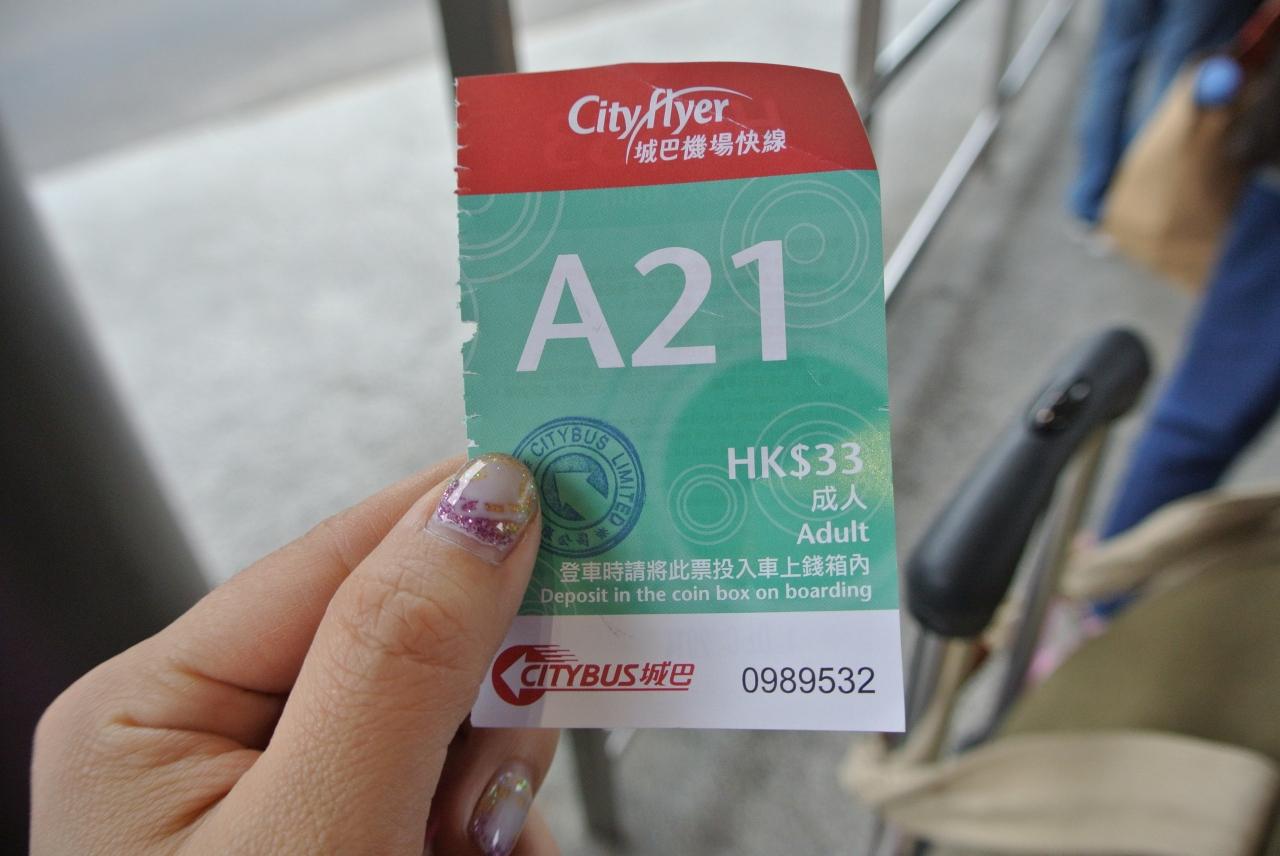 Cityflyer
城巴機場快線
A21
CITYBUS LIMITED
HK$33
成人
Adult
登車時請將此票投入車上錢箱內
Deposit in the coin box on boarding
CITYBUS城巴
0989532